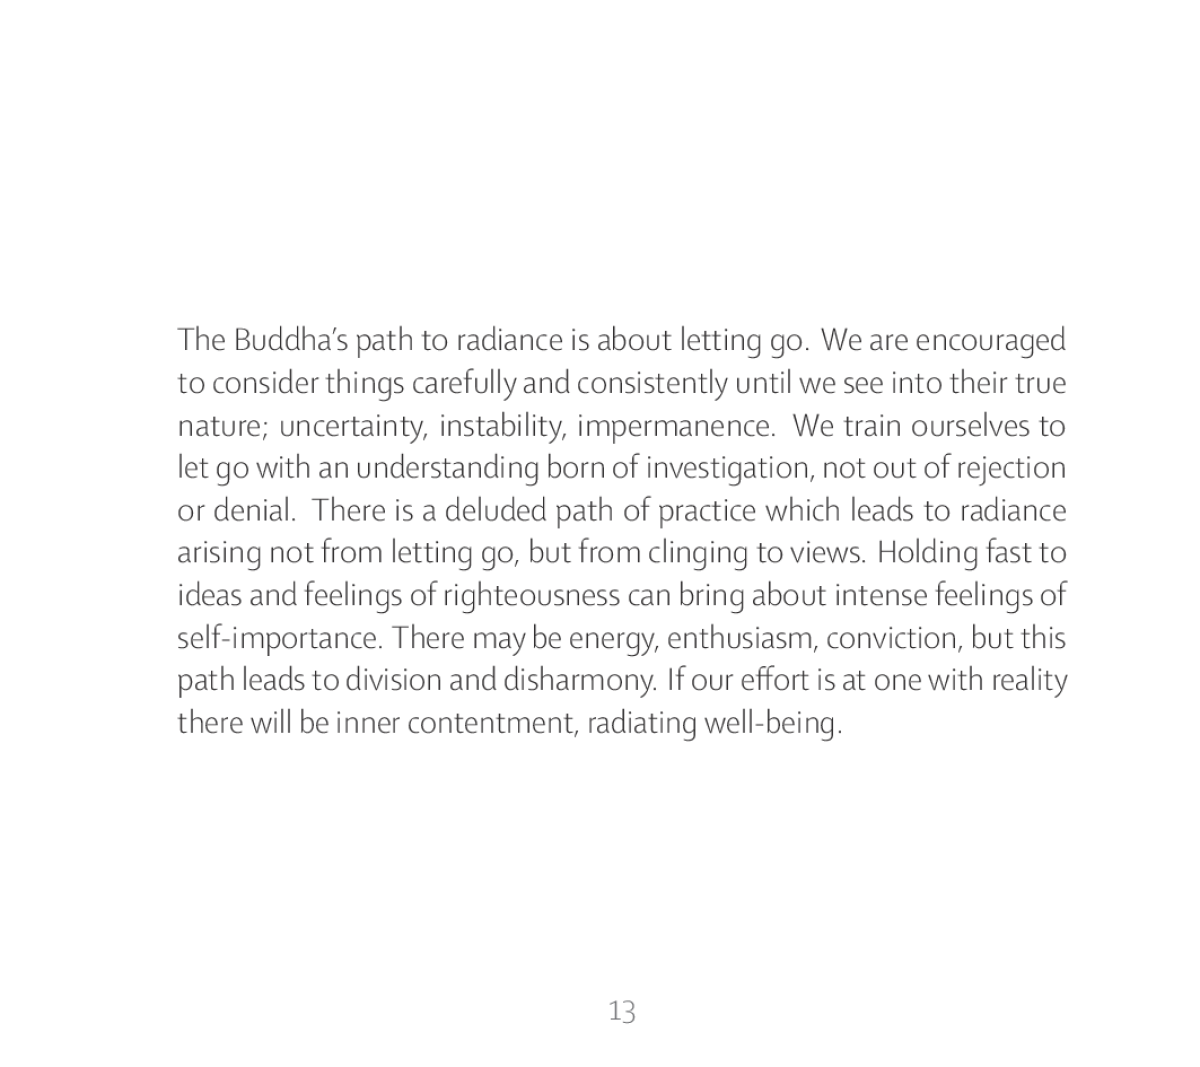 The Buddha’s path to radiance is about letting go. We are encouraged
to consider things carefully and consistently until we see into their true
nature; uncertainty, instability, impermanence. We train ourselves to
let go with an understanding born of investigation, not out of rejection
or denial. There is a deluded path of practice which leads to radiance
arising not from letting go, but from clinging to views. Holding fast to
ideas and feelings of righteousness can bring about intense feelings of
self-importance. There may be energy, enthusiasm, conviction, but this
path leads to division and disharmony. If our effort is at one with reality
there will be inner contentment, radiating well-being.
13